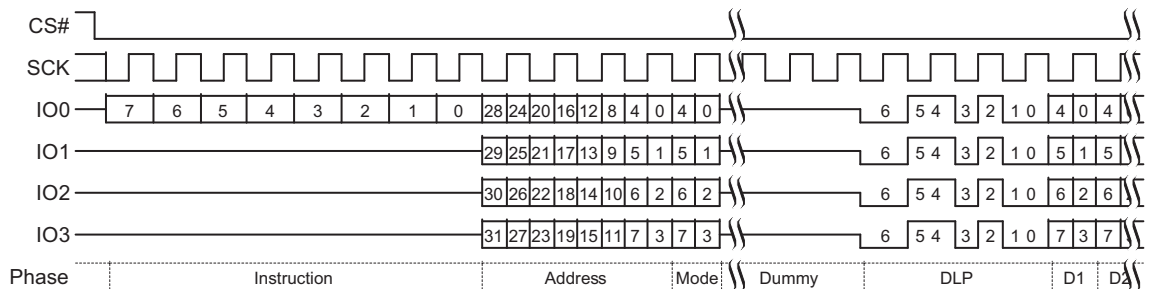 CS#
SCK
IO0 7 6 5 4 3 2 1 0 28 24 20 16 12 8 4 0 4 0 6 5 4 3 2 1 0 4 0 4
IO1 29 25 21 17 13 9 5 1 5 1 6 5 4 3 2 1 0 5 1 5
IO2 30 26 22 18 14 10 6 2 6 2 6 5 4 3 2 1 0 6 2 6
IO3 31 27 23 19 15 11 7 3 7 3 6 5 4 3 2 1 0 7 3 7
Phase Instruction Address Mode Dummy DLP D1 D2